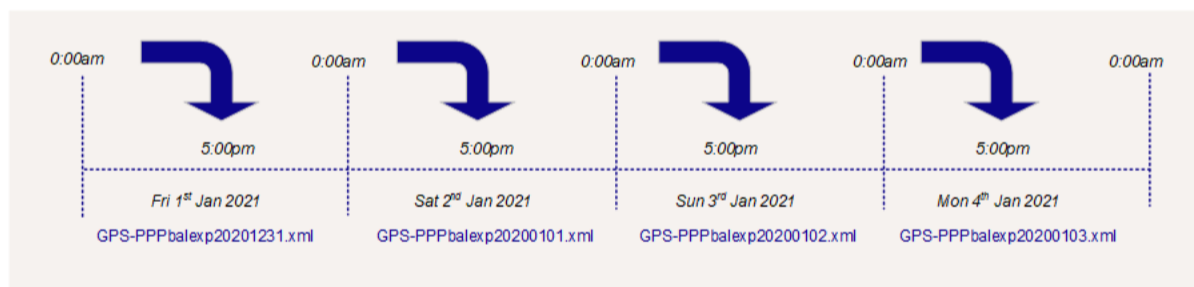 0:00am 0:00am 0:00am 0:00am 0:00am
5:00pm 5:00pm 5:00pm 5:00pm
Fri 1st Jan 2021 Sat 2nd Jan 2021 Sun 3rd Jan 2021 Mon 4th Jan 2021
GPS-PPPbalexp20201231.xml GPS-PPPbalexp20200101.xml GPS-PPPbalexp20200102.xml GPS-PPPbalexp20200103.xml